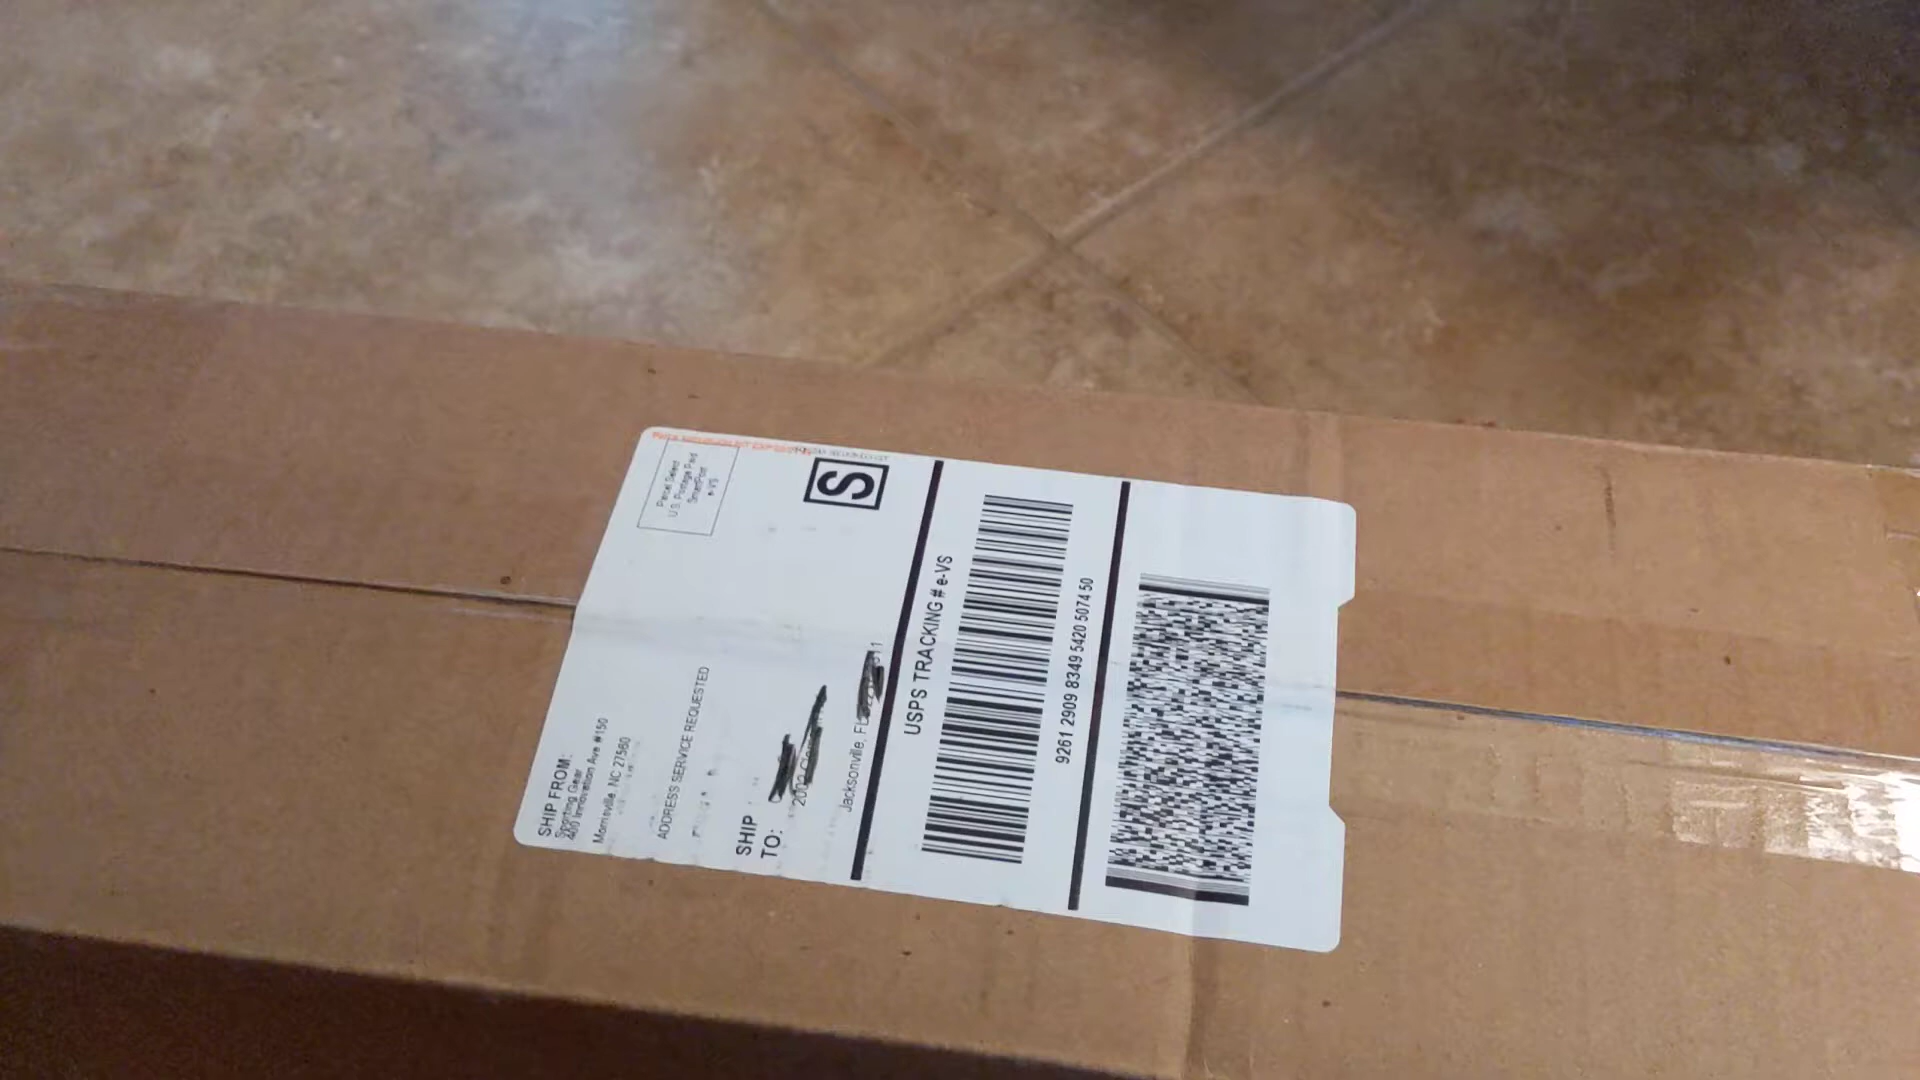 Parcel Select
U.S. Postage Paid
SmartPost
e-VS
S
SHIP FROM:
Sporting Gear
400 Innovation Ave #150
Morrisville, NC 27560
ADDRESS SERVICE REQUESTED
SHIP
TO:
Jacksonville, FL
USPS TRACKING # e-VS
9261 2909 8349 5420 5074 50